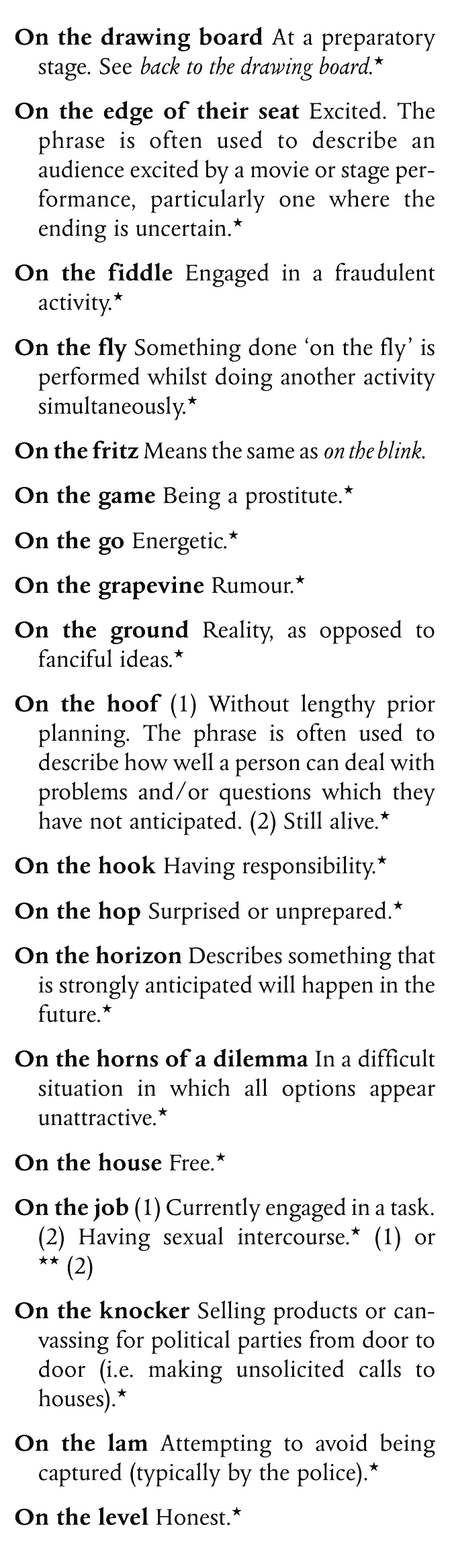 On the drawing board At a preparatory
stage. See back to the drawing board.★
On the edge of their seat Excited. The
phrase is often used to describe an
audience excited by a movie or stage per-
formance, particularly one where the
ending is uncertain.★
On the fiddle Engaged in a fraudulent
activity.★
On the fly Something done ‘on the fly’ is
performed whilst doing another activity
simultaneously.★
On the fritz Means the same as on the blink.
On the game Being a prostitute.★
On the go Energetic.★
On the grapevine Rumour.★
On the ground Reality, as opposed to
fanciful ideas.★
On the hoof (1) Without lengthy prior
planning. The phrase is often used to
describe how well a person can deal with
problems and/or questions which they
have not anticipated. (2) Still alive.★
On the hook Having responsibility.★
On the hop Surprised or unprepared.★
On the horizon Describes something that
is strongly anticipated will happen in the
future.★
On the horns of a dilemma In a difficult
situation in which all options appear
unattractive.★
On the house Free.★
On the job (1) Currently engaged in a task.
(2) Having sexual intercourse.★ (1) or
★★ (2)
On the knocker Selling products or can-
vassing for political parties from door to
door (i.e. making unsolicited calls to
houses).★
On the lam Attempting to avoid being
captured (typically by the police).★
On the level Honest.★